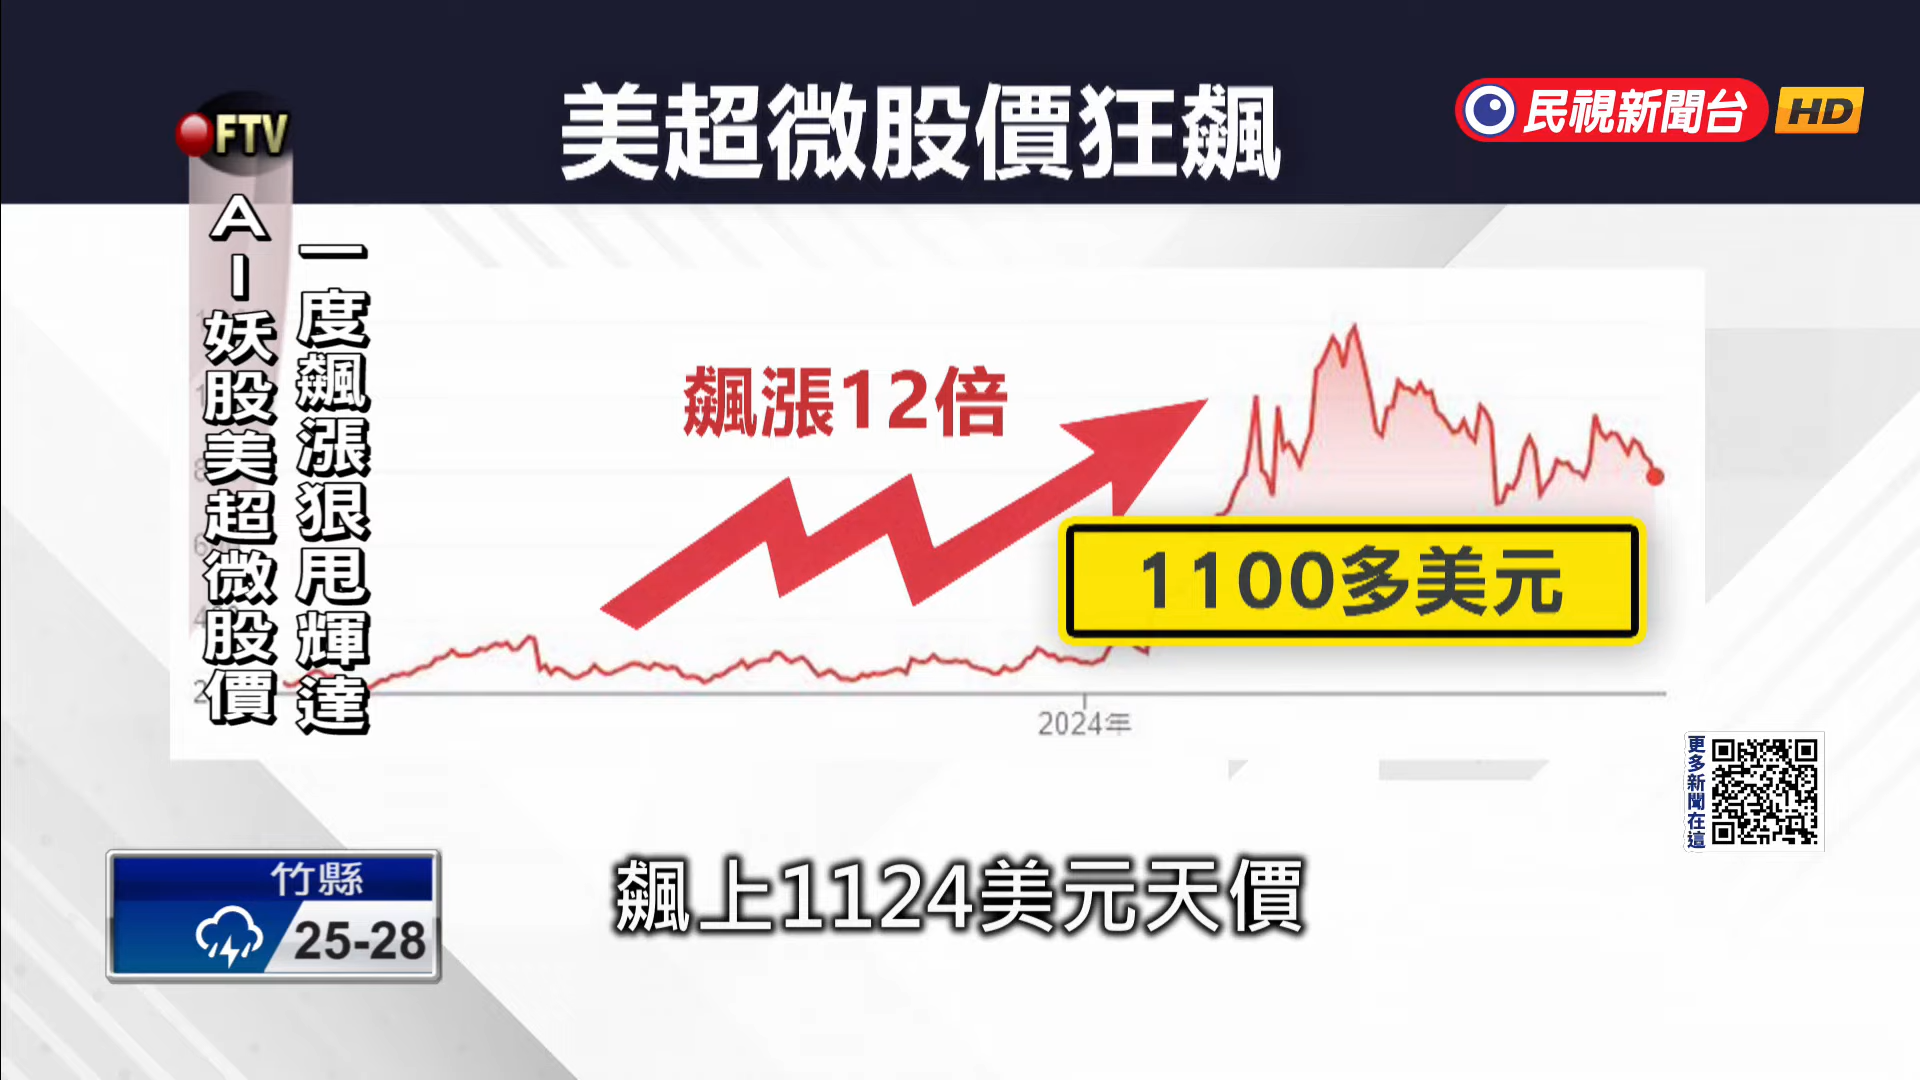 美超微股價狂飆
民視新聞台 HD
FTV
AI妖股美超微股價
一度飆漲狠甩輝達
飆漲12倍
1100多美元
2024年
更多新聞在這
竹縣
25-28
飆上1124美元天價